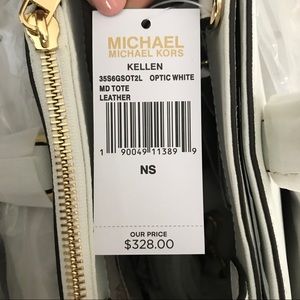 MICHAEL
MICHAEL KORS
KELLEN
35S6GSOT2L OPTIC WHITE
MD TOTE
LEATHER
1 90049 11389 9
NS
OUR PRICE
$328.00